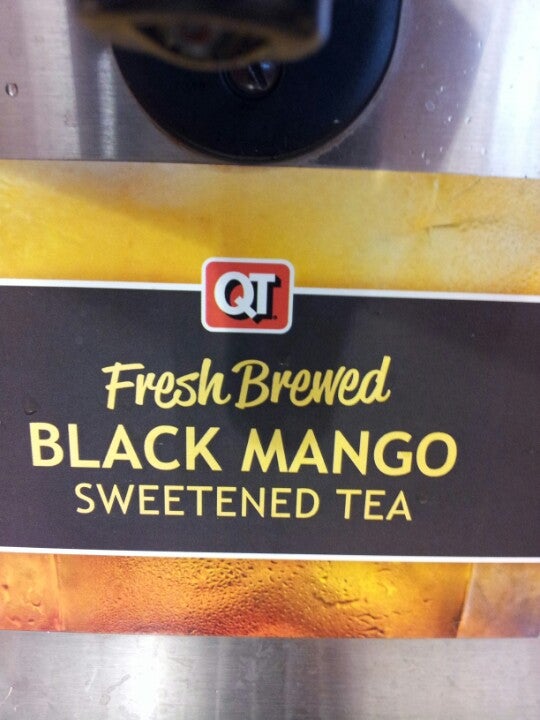 QT
Fresh Brewed
BLACK MANGO
SWEETENED TEA